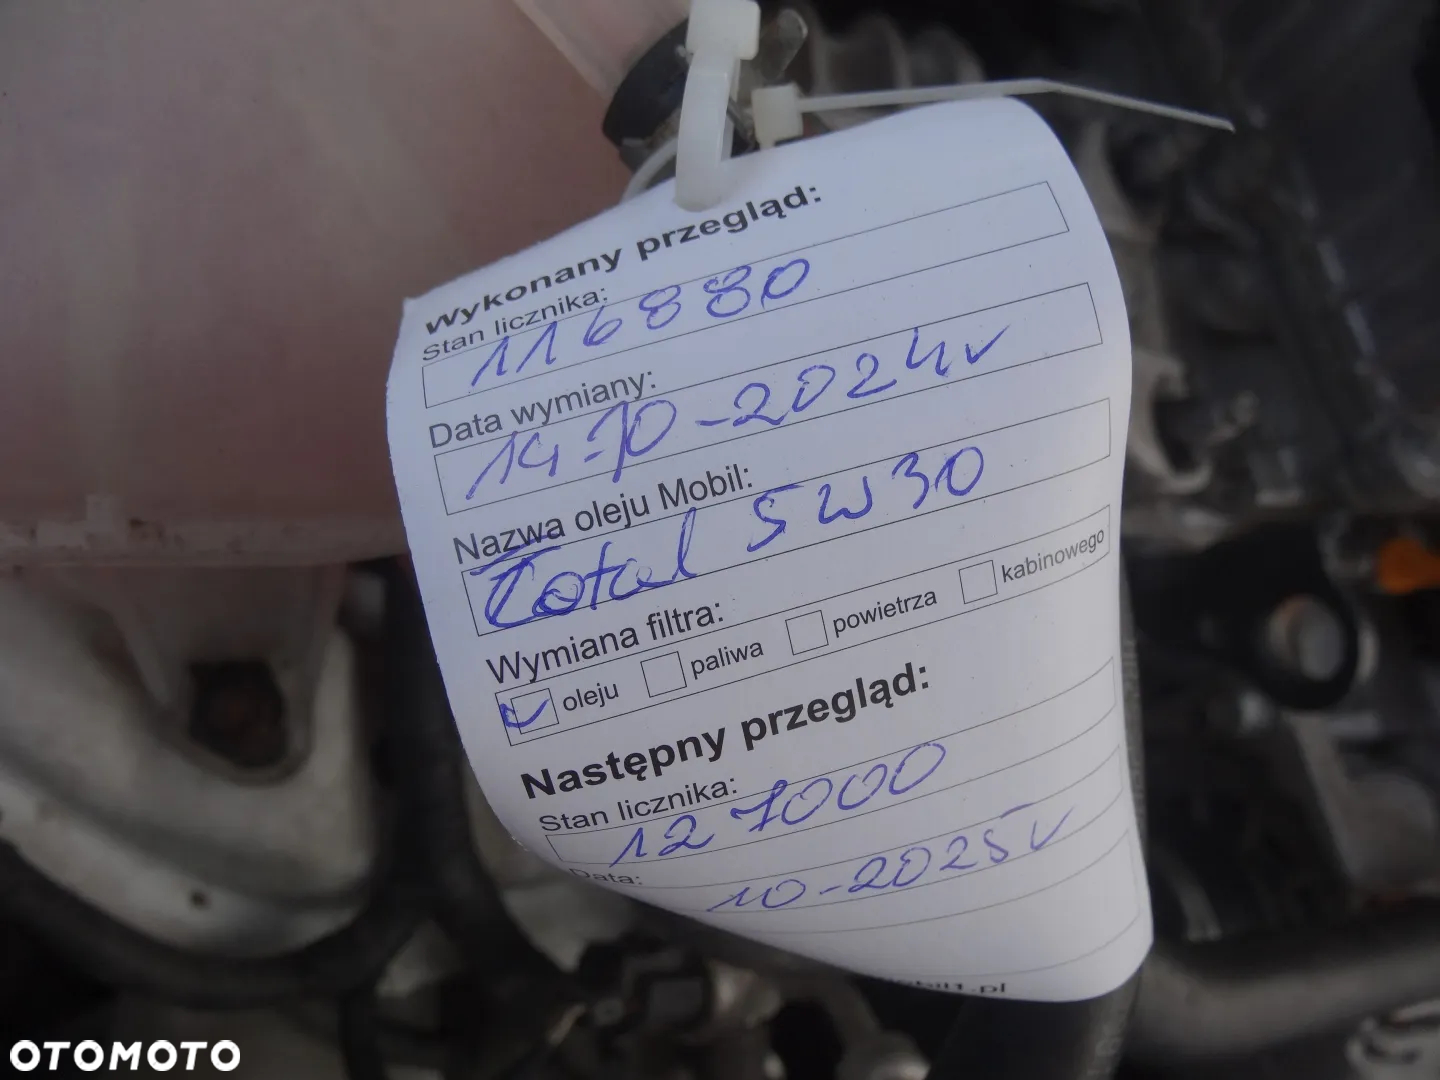 Wykonany przegląd:
Stan licznika:
116880
Data wymiany:
14-10-2024r
Nazwa oleju Mobil:
Total 5W30
Wymiana filtra:
oleju paliwa powietrza kabinowego
Następny przegląd:
Stan licznika:
127000
Data:
10-2025r
OTOMOTO